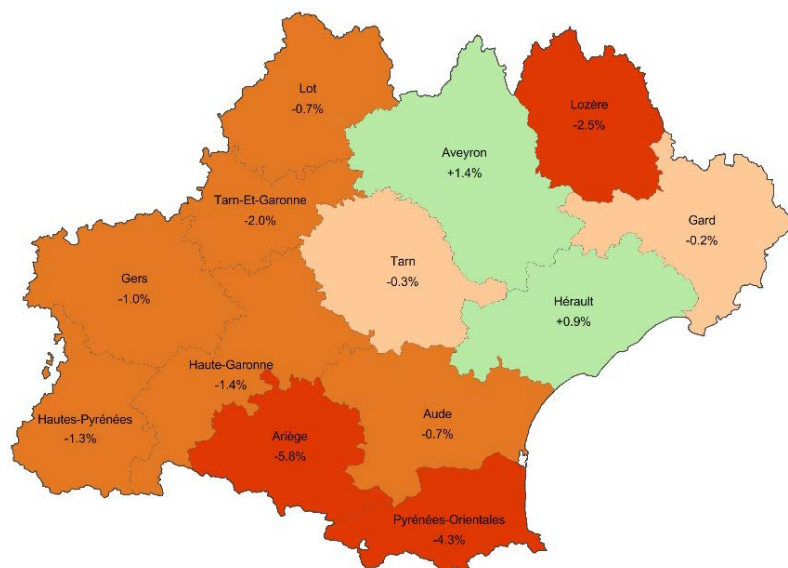 Lot
-0.7%
Lozère
-2.5%
Aveyron
+1.4%
Tarn-Et-Garonne
-2.0%
Gard
-0.2%
Tarn
-0.3%
Gers
-1.0%
Hérault
+0.9%
Haute-Garonne
-1.4%
Hautes-Pyrénées
-1.3%
Aude
-0.7%
Ariège
-5.8%
Pyrénées-Orientales
-4.3%